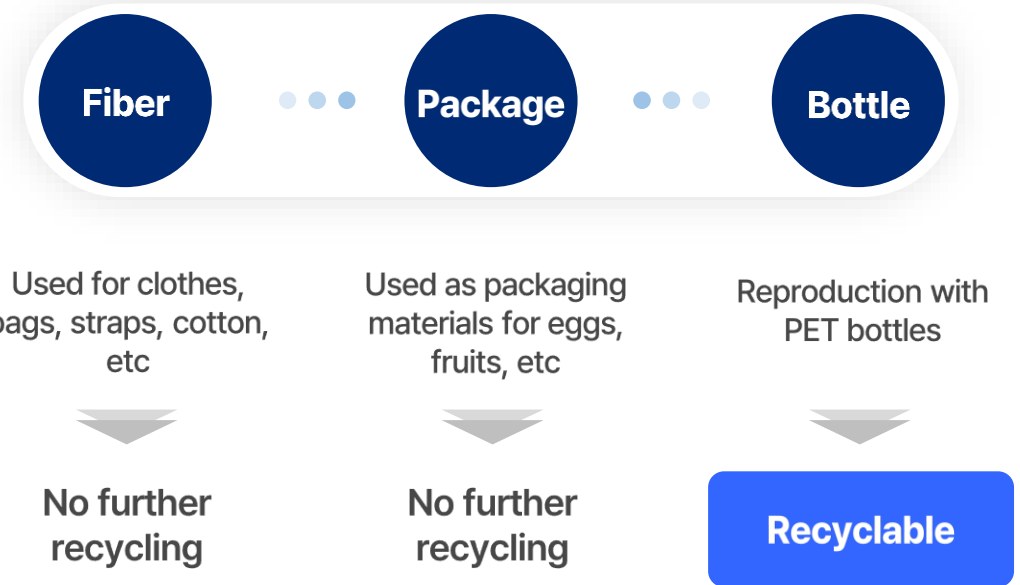 Fiber
Package
Bottle
Used for clothes,
bags, straps, cotton,
etc
Used as packaging
materials for eggs,
fruits, etc
Reproduction with
PET bottles
No further
recycling
No further
recycling
Recyclable